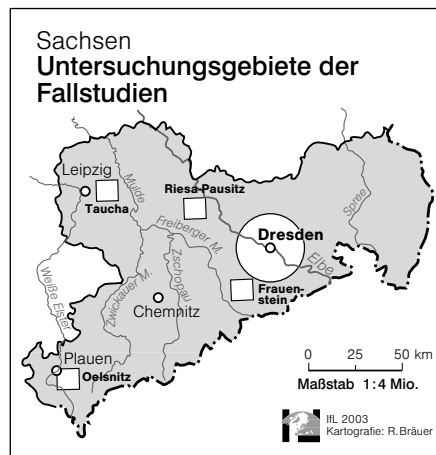 Sachsen
Untersuchungsgebiete der
Fallstudien
Leipzig
Taucha
Mulde
Riesa-Pausitz
Freiberger M.
Dresden
Elbe
Spree
Weiße Elster
Zwickauer M.
Zschopau
Frauen-
stein
Chemnitz
Plauen
Oelsnitz
0 25 50 km
Maßstab 1:4 Mio.
IfL 2003
Kartografie: R.Bräuer